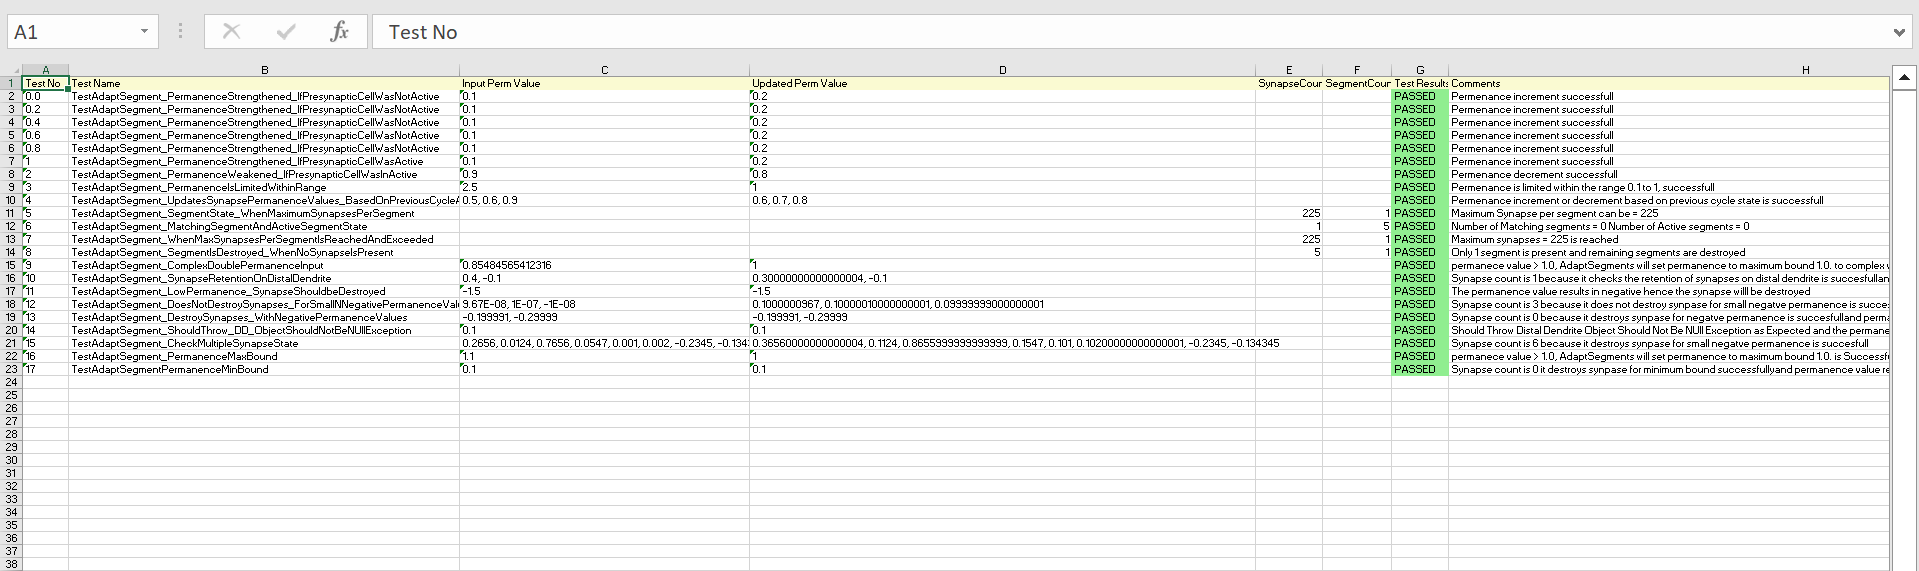 A1 fx Test No
A B C D E F G H
1 Test No Test Name Input Perm Value Updated Perm Value SynapseCour SegmentCour Test Results Comments
2 0.0 TestAdaptSegment_PermanenceStrengthened_IfPresynapticCellWasNotActive 0.1 0.2 PASSED Permenance increment successfull
3 0.2 TestAdaptSegment_PermanenceStrengthened_IfPresynapticCellWasNotActive 0.1 0.2 PASSED Permenance increment successfull
4 0.4 TestAdaptSegment_PermanenceStrengthened_IfPresynapticCellWasNotActive 0.1 0.2 PASSED Permenance increment successfull
5 0.6 TestAdaptSegment_PermanenceStrengthened_IfPresynapticCellWasNotActive 0.1 0.2 PASSED Permenance increment successfull
6 0.8 TestAdaptSegment_PermanenceStrengthened_IfPresynapticCellWasNotActive 0.1 0.2 PASSED Permenance increment successfull
7 1 TestAdaptSegment_PermanenceStrengthened_IfPresynapticCellWasActive 0.1 0.2 PASSED Permenance increment successfull
8 2 TestAdaptSegment_PermanenceWeakened_IfPresynapticCellWasInActive 0.9 0.8 PASSED Permenance decrement successfull
9 3 TestAdaptSegment_PermanenceIsLimitedWithinRange 2.5 1 PASSED Permenance is limited within the range 0.1 to 1, successfull
10 4 TestAdaptSegment_UpdatesSynapsePermanenceValues_BasedOnPreviousCycleA 0.5, 0.6, 0.9 0.6, 0.7, 0.8 PASSED Permenance increment or decrement based on previous cycle state is successfull
11 5 TestAdaptSegment_SegmentState_WhenMaximumSynapsesPerSegment 225 1 PASSED Maximum Synapse per segment can be = 225
12 6 TestAdaptSegment_MatchingSegmentAndActiveSegmentState 1 5 PASSED Number of Matching segments = 0 Number of Active segments = 0
13 7 TestAdaptSegment_WhenMaxSynapsesPerSegmentIsReachedAndExceeded 225 1 PASSED Maximum synapses = 225 is reached
14 8 TestAdaptSegment_SegmentIsDestroyed_WhenNoSynapseIsPresent 5 1 PASSED Only 1 segment is present and remaining segments are destroyed
15 9 TestAdaptSegment_ComplexDoublePermanenceInput 0.85484565412316 1 PASSED permanece value > 1.0, AdaptSegments will set permanence to maximum bound 1.0. to complex v
16 10 TestAdaptSegment_SynapseRetentionOnDistalDendrite 0.4, -0.1 0.30000000000000004, -0.1 PASSED Synapse count is 1 because it checks the retention of synapses on distal dendrite is succesfullan
17 11 TestAdaptSegment_LowPermanence_SynapseShouldbeDestroyed -1.5 -1.5 PASSED The permanence value results in negative hence the synapse willl be destroyed
18 12 TestAdaptSegment_DoesNotDestroySynapses_ForSmallNNegativePermanenceVal 9.67E-08, 1E-07, -1E-08 0.1000000967, 0.10000010000000001, 0.09999999000000001 PASSED Synapse count is 3 because it does not destroy synpase for small negatve permanence is succes
19 13 TestAdaptSegment_DestroySynapses_WithNegativePermanenceValues -0.199991, -0.29999 -0.199991, -0.29999 PASSED Synapse count is 0 because it destroys synpase for negatve permanence is succesfulland perma
20 14 TestAdaptSegment_ShouldThrow_DD_ObjectShouldNotBeNUllException 0.1 0.1 PASSED Should Throw Distal Dendrite Object Should Not Be NUll Exception as Expected and the permane
21 15 TestAdaptSegment_CheckMultipleSynapseState 0.2656, 0.0124, 0.7656, 0.0547, 0.001, 0.002, -0.2345, -0.134 0.36560000000000004, 0.1124, 0.8655999999999999, 0.1547, 0.101, 0.10200000000000001, -0.2345, -0.134345 PASSED Synapse count is 6 because it destroys synpase for small negatve permanence is succesfull
22 16 TestAdaptSegment_PermanenceMaxBound 1.1 1 PASSED permanece value > 1.0, AdaptSegments will set permanence to maximum bound 1.0. is Successf
23 17 TestAdaptSegmentPermanenceMinBound 0.1 0.1 PASSED Synapse count is 0 it destroys synpase for minimum bound successfullyand permanence value re
24
25
26
27
28
29
30
31
32
33
34
35
36
37
38